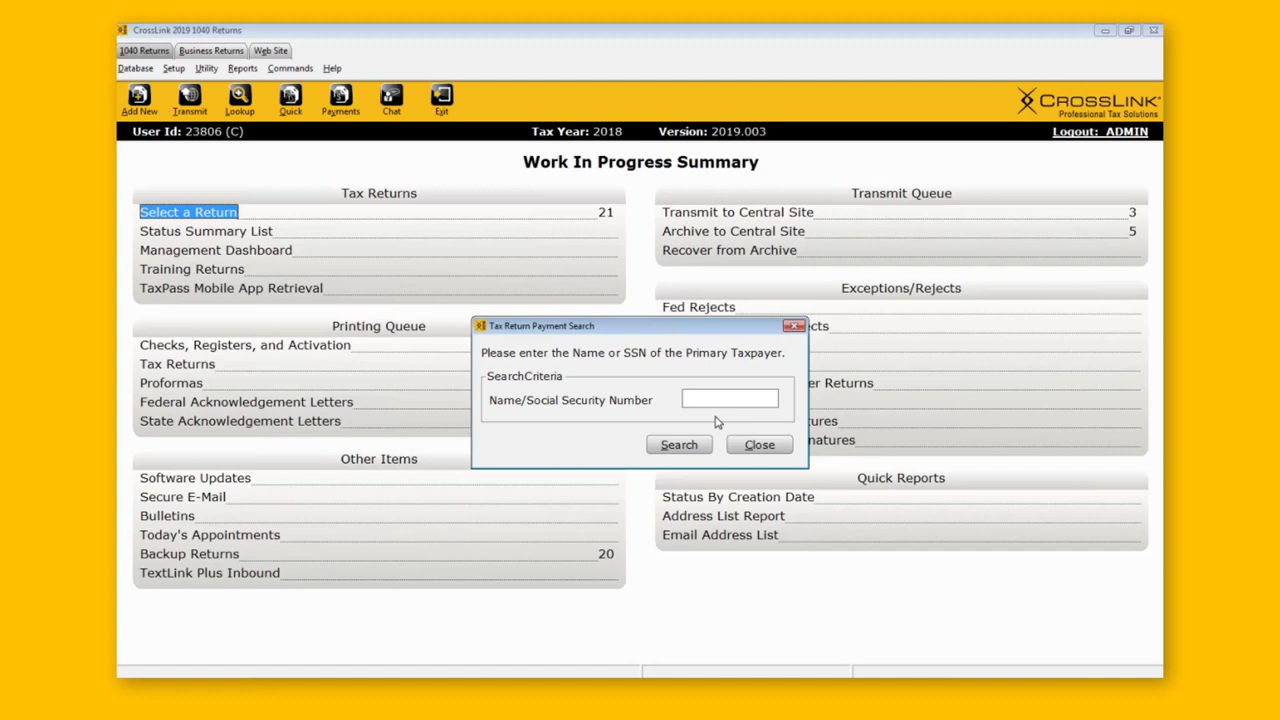 CrossLink 2019 1040 Returns
1040 Returns Business Returns Web Site
Database Setup Utility Reports Commands Help
Add New Transmit Lookup Quick Payments Chat Exit
CROSSLINK
Professional Tax Solutions
User Id: 23806 (C) Tax Year: 2018 Version: 2019.003 Logout: ADMIN
Work In Progress Summary
Tax Returns
Select a Return 21
Status Summary List
Management Dashboard
Training Returns
TaxPass Mobile App Retrieval
Printing Queue
Checks, Registers, and Activation
Tax Returns
Proformas
Federal Acknowledgement Letters
State Acknowledgement Letters
Other Items
Software Updates
Secure E-Mail
Bulletins
Today's Appointments
Backup Returns 20
TextLink Plus Inbound
Transmit Queue
Transmit to Central Site 3
Archive to Central Site 5
Recover from Archive
Exceptions/Rejects
Fed Rejects
Returns
Quick Reports
Status By Creation Date
Address List Report
Email Address List
Tax Return Payment Search
Please enter the Name or SSN of the Primary Taxpayer.
SearchCriteria
Name/Social Security Number
Search Close